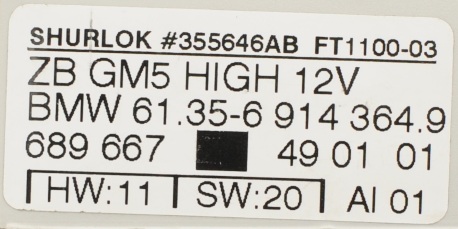 SHURLOK #355646AB FT1100-03
ZB GM5 HIGH 12V
BMW 61.35-6 914 364.9
689 667 49 01 01
HW:11 SW:20 AI 01